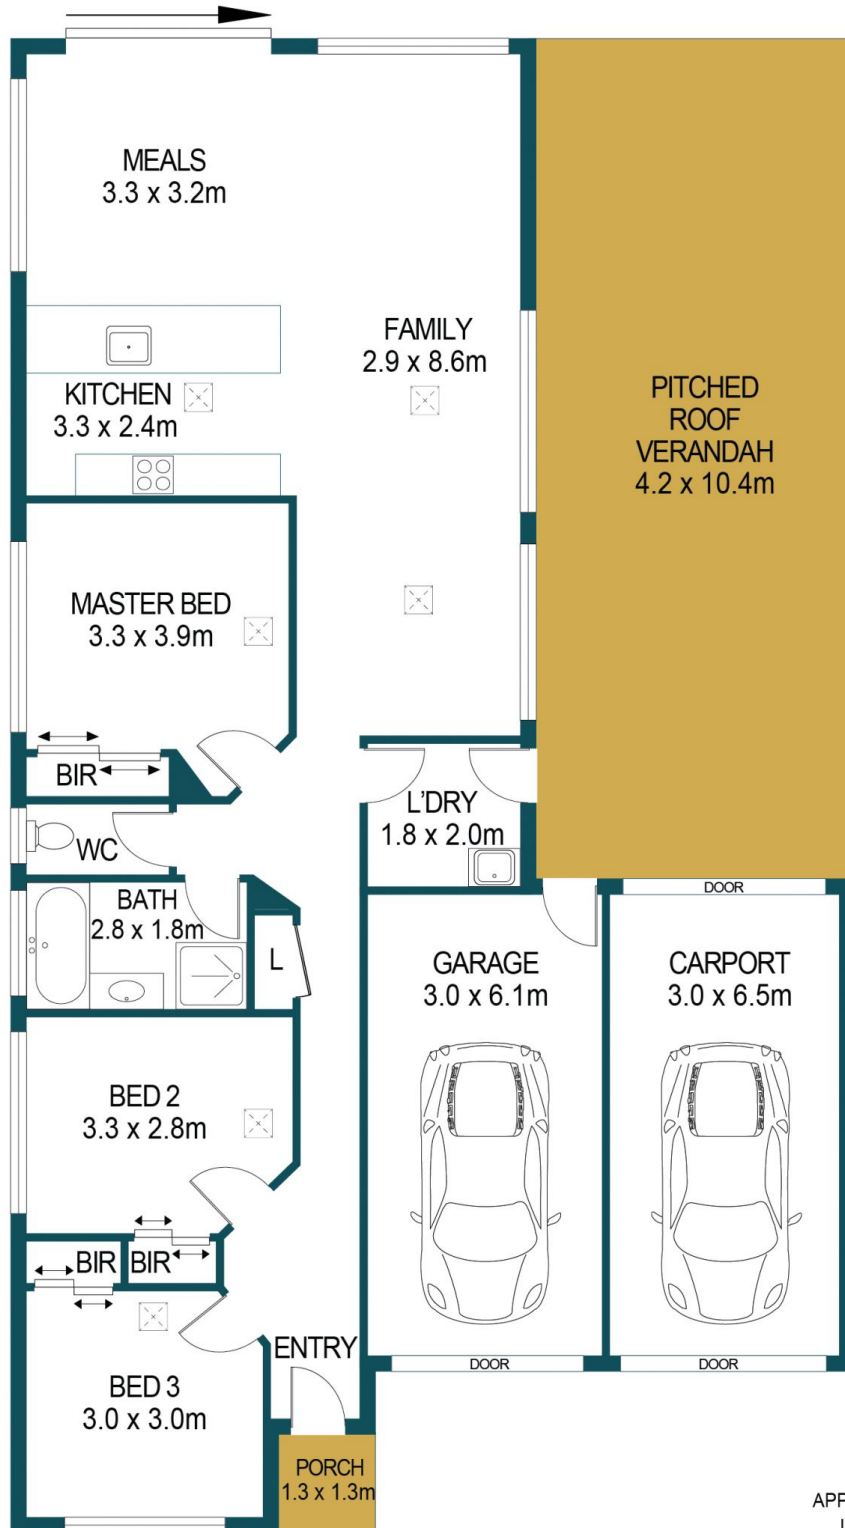 MEALS
3.3 x 3.2m
FAMILY
2.9 x 8.6m
KITCHEN
3.3 x 2.4m
PITCHED
ROOF
VERANDAH
4.2 x 10.4m
MASTER BED
3.3 x 3.9m
BIR
L'DRY
1.8 x 2.0m
WC
BATH
2.8 x 1.8m
L
DOOR
GARAGE
3.0 x 6.1m
CARPORT
3.0 x 6.5m
BED 2
3.3 x 2.8m
BIR
BIR
ENTRY
DOOR
DOOR
BED 3
3.0 x 3.0m
PORCH
1.3 x 1.3m
APP